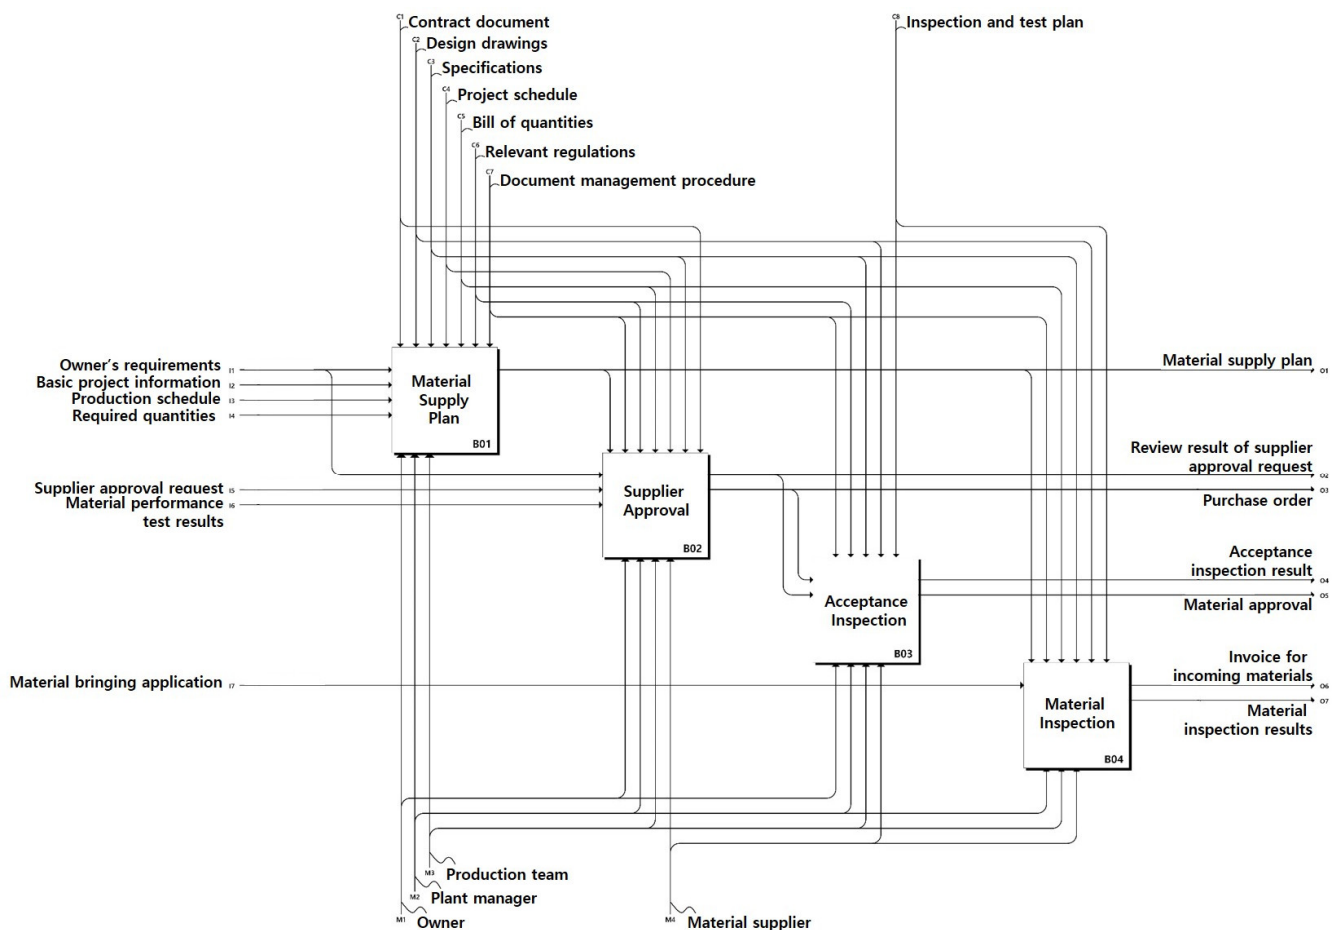 C1
Contract document
C2
Design drawings
C3
Specifications
C4
Project schedule
C5
Bill of quantities
C6
Relevant regulations
C7
Document management procedure
C8
Inspection and test plan
Owner's requirements
I1
Basic project information
I2
Production schedule
I3
Required quantities
I4
Supplier approval request
I5
Material performance
test results
I6
Material bringing application
I7
Material
Supply
Plan
B01
Supplier
Approval
B02
Acceptance
Inspection
B03
Material
Inspection
B04
Material supply plan
O1
Review result of supplier
approval request
O2
Purchase order
O3
Acceptance
inspection result
O4
Material approval
O5
Invoice for
incoming materials
O6
Material
inspection results
O7
M3
Production team
M2
Plant manager
M1
Owner
M4
Material supplier